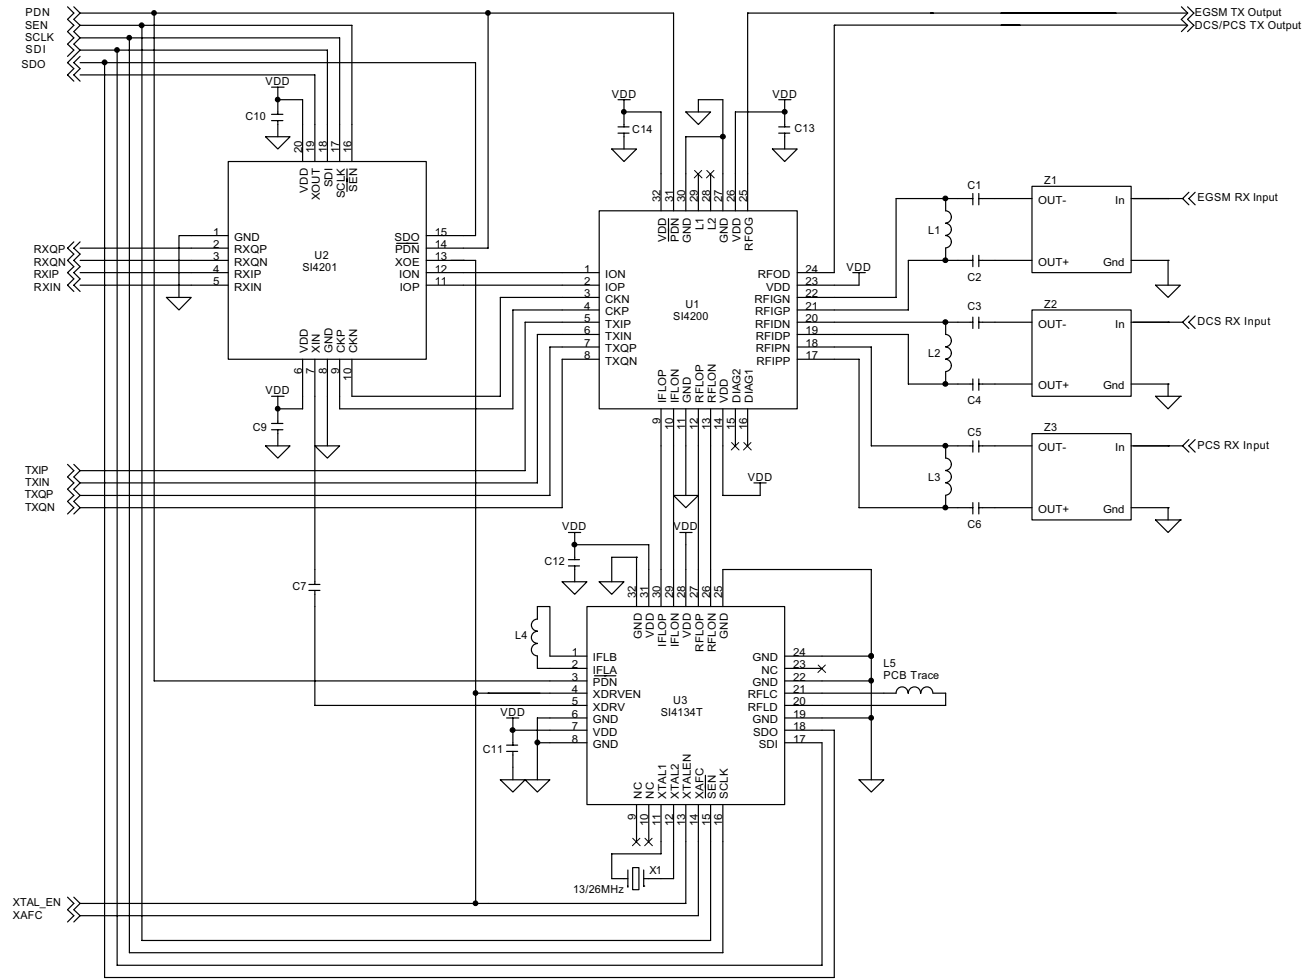 PDN
SEN
SCLK
SDI
SDO
EGSM TX Output
DCS/PCS TX Output
VDD
C10
20 19 18 17 16
VDD XOUT SDI SCLK SEN
VDD
C14
VDD
C13
32 31 30 29 28 27 26 25
VDD PDN GND L1 L2 GND VDD RFOG
C1
Z1
OUT-
In
EGSM RX Input
L1
OUT+
Gnd
C2
RXQP
RXQN
RXIP
RXIN
1 GND
2 RXQP
3 RXQN
4 RXIP
5 RXIN
U2
SI4201
SDO 15
PDN 14
XOE 13
ION 12
IOP 11
VDD XIN GND CKP CKN
6 7 8 9 10
VDD
C9
1 ION
2 IOP
3 CKN
4 CKP
5 TXIP
6 TXIN
7 TXQP
8 TXQN
U1
SI4200
RFOD 24
VDD 23
RFIGN 22
RFIGP 21
RFIDN 20
RFIDP 19
RFIPN 18
RFIPP 17
VDD
IFLOP IFLON GND RFLOP RFLON VDD DIAG2 DIAG1
9 10 11 12 13 14 15 16
VDD
C3
Z2
OUT-
In
DCS RX Input
L2
OUT+
Gnd
C4
C5
Z3
OUT-
In
PCS RX Input
L3
OUT+
Gnd
C6
TXIP
TXIN
TXQP
TXQN
C7
VDD
C12
VDD
32 31 30 29 28 27 26 25
GND VDD IFLOP IFLON VDD RFLOP RFLON GND
L4
1 IFLB
2 IFLA
3 PDN
4 XDRVEN
5 XDRV
6 GND
7 VDD
8 GND
U3
SI4134T
GND 24
NC 23
GND 22
RFLC 21
RFLD 20
GND 19
SDO 18
SDI 17
L5
PCB Trace
VDD
C11
NC NC XTAL1 XTAL2 XTALEN XAFC SEN SCLK
9 10 11 12 13 14 15 16
X1
13/26MHz
XTAL_EN
XAFC